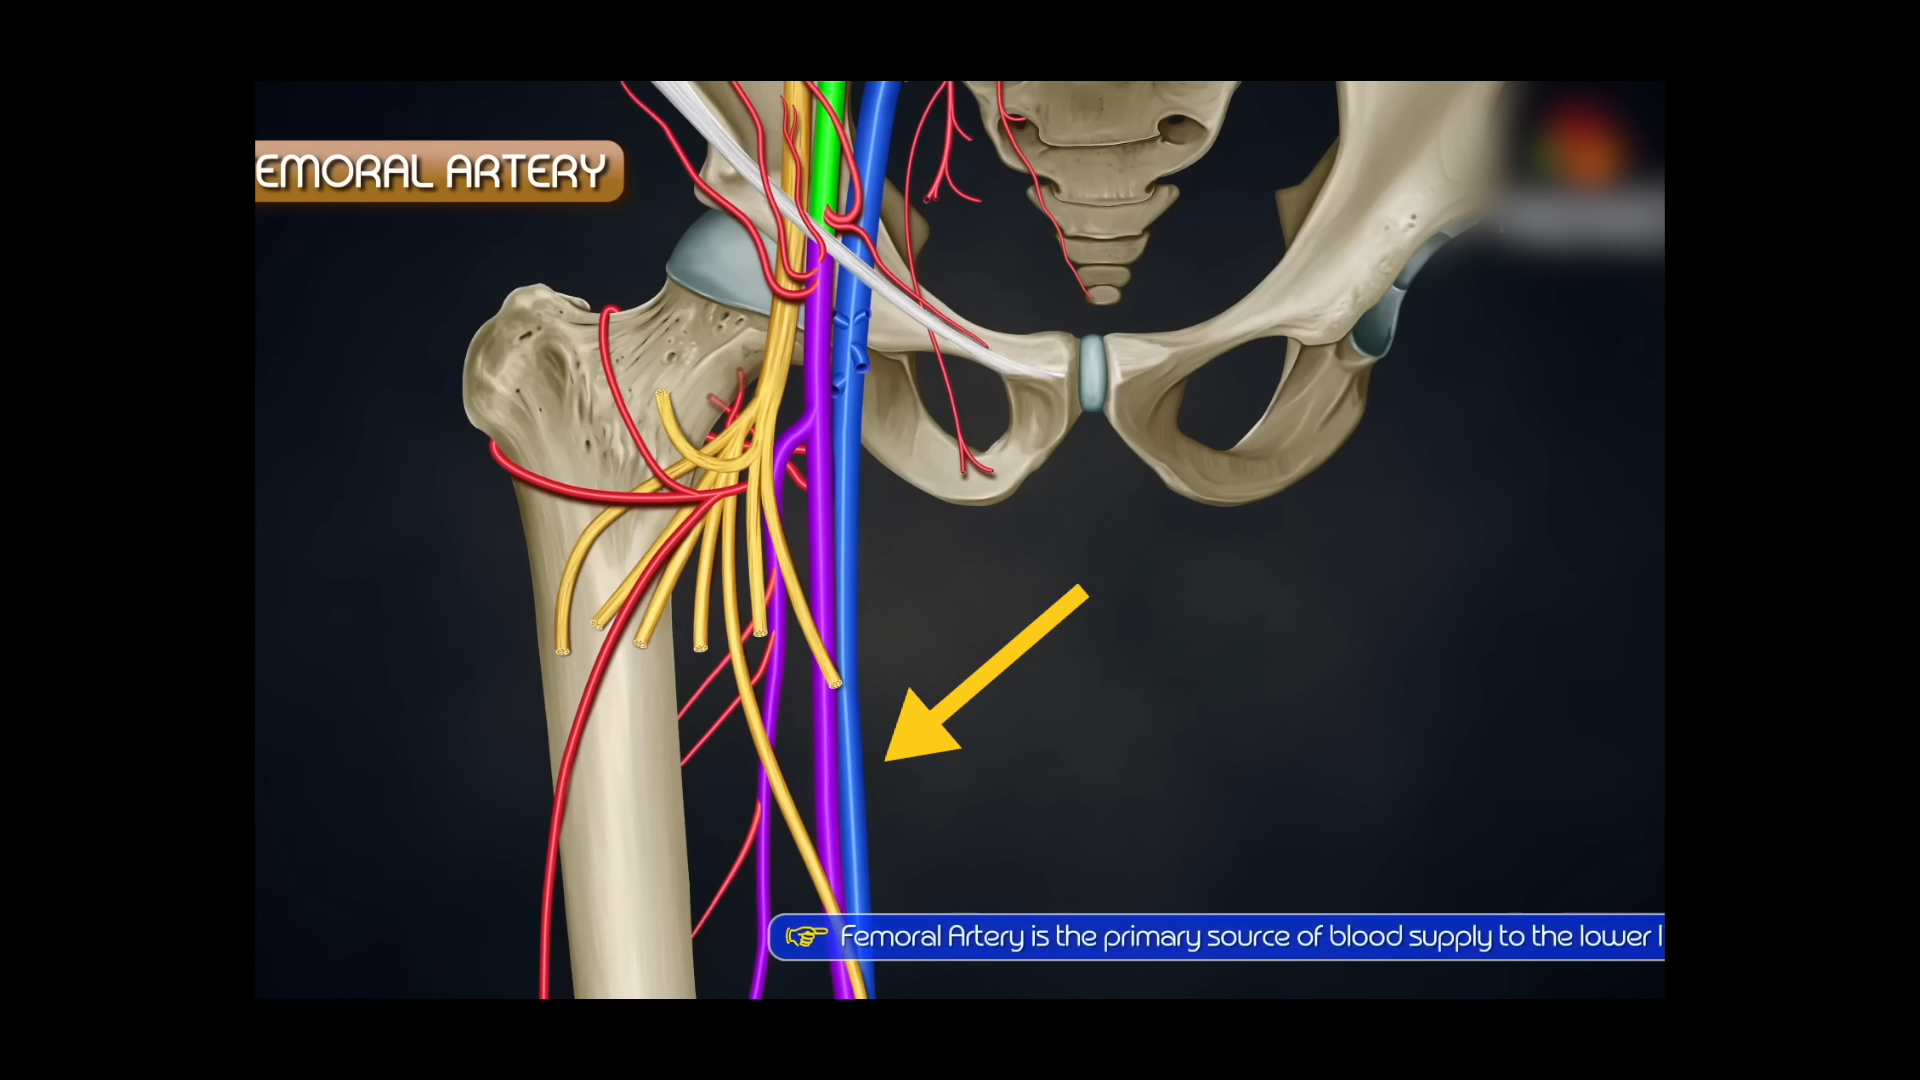 EMORAL ARTERY
Femoral Artery is the primary source of blood supply to the lower l